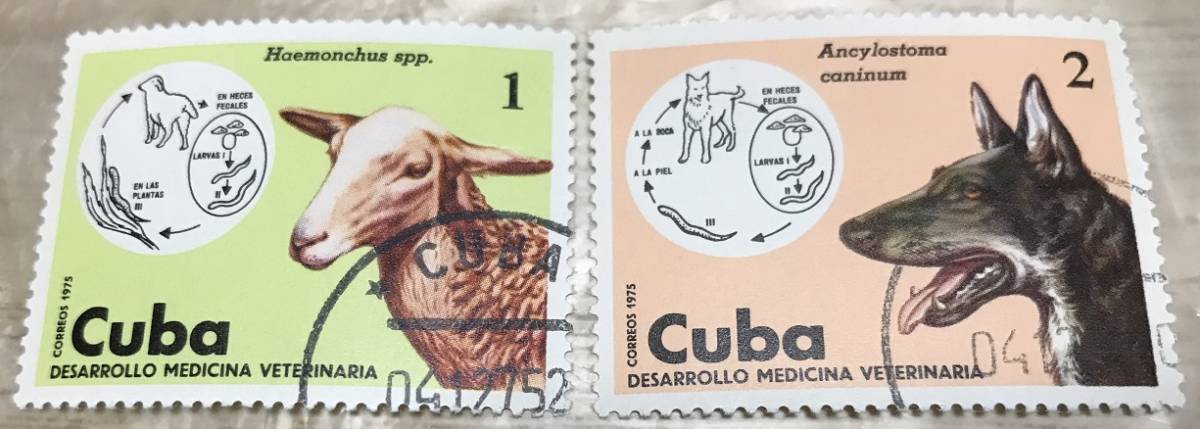 Haemonchus spp.
1
EN HECES
FECALES
LARVAS I
II
EN LAS
PLANTAS
III
CORREOS 1975
Cuba
DESARROLLO MEDICINA VETERINARIA
CUBA
04127752
Ancylostoma
caninum
2
EN HECES
FECALES
A LA BOCA
LARVAS I
A LA PIEL
II
III
CORREOS 1975
Cuba
DESARROLLO MEDICINA VETERINARIA
041